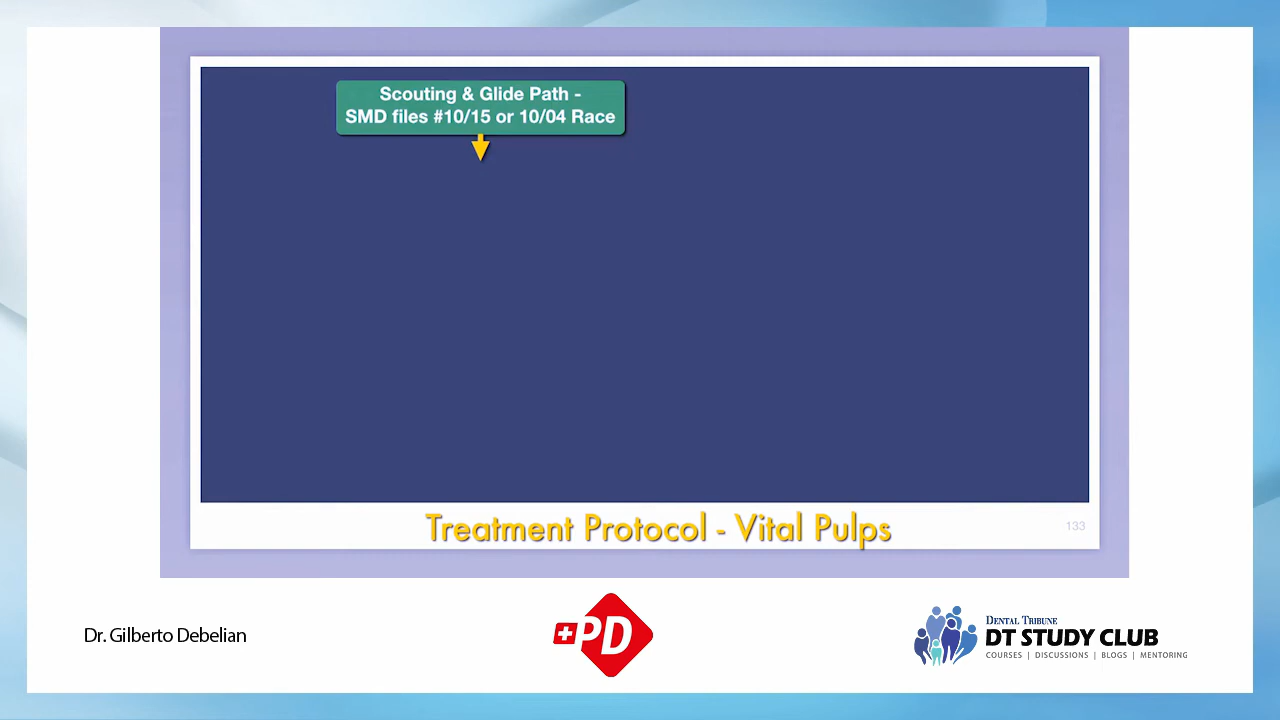 Scouting & Glide Path -
SMD files #10/15 or 10/04 Race
Treatment Protocol - Vital Pulps
133
Dr. Gilberto Debelian
PD
DENTAL TRIBUNE
DT STUDY CLUB
COURSES | DISCUSSIONS | BLOGS | MENTORING